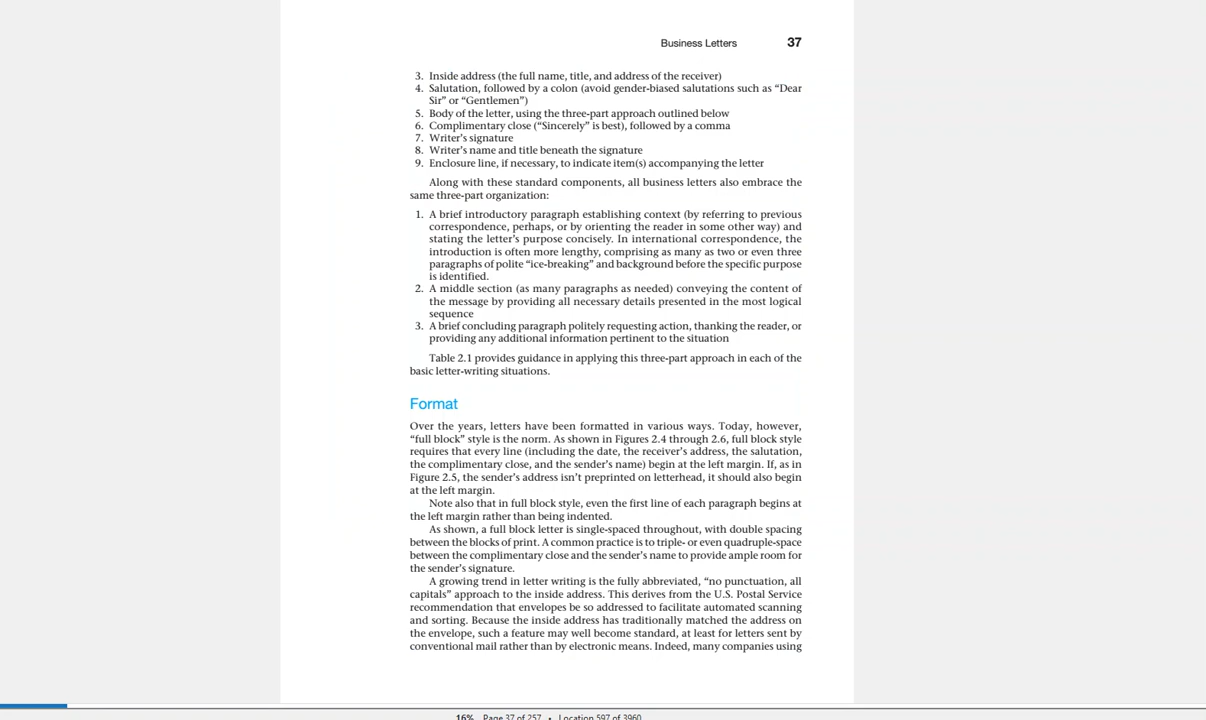 Business Letters 37
3. Inside address (the full name, title, and address of the receiver)
4. Salutation, followed by a colon (avoid gender-biased salutations such as “Dear
Sir” or “Gentlemen”)
5. Body of the letter, using the three-part approach outlined below
6. Complimentary close (“Sincerely” is best), followed by a comma
7. Writer’s signature
8. Writer’s name and title beneath the signature
9. Enclosure line, if necessary, to indicate item(s) accompanying the letter
Along with these standard components, all business letters also embrace the
same three-part organization:
1. A brief introductory paragraph establishing context (by referring to previous
correspondence, perhaps, or by orienting the reader in some other way) and
stating the letter’s purpose concisely. In international correspondence, the
introduction is often more lengthy, comprising as many as two or even three
paragraphs of polite “ice-breaking” and background before the specific purpose
is identified.
2. A middle section (as many paragraphs as needed) conveying the content of
the message by providing all necessary details presented in the most logical
sequence
3. A brief concluding paragraph politely requesting action, thanking the reader, or
providing any additional information pertinent to the situation
Table 2.1 provides guidance in applying this three-part approach in each of the
basic letter-writing situations.
Format
Over the years, letters have been formatted in various ways. Today, however,
“full block” style is the norm. As shown in Figures 2.4 through 2.6, full block style
requires that every line (including the date, the receiver’s address, the salutation,
the complimentary close, and the sender’s name) begin at the left margin. If, as in
Figure 2.5, the sender’s address isn’t preprinted on letterhead, it should also begin
at the left margin.
Note also that in full block style, even the first line of each paragraph begins at
the left margin rather than being indented.
As shown, a full block letter is single-spaced throughout, with double spacing
between the blocks of print. A common practice is to triple- or even quadruple-space
between the complimentary close and the sender’s name to provide ample room for
the sender’s signature.
A growing trend in letter writing is the fully abbreviated, “no punctuation, all
capitals” approach to the inside address. This derives from the U.S. Postal Service
recommendation that envelopes be so addressed to facilitate automated scanning
and sorting. Because the inside address has traditionally matched the address on
the envelope, such a feature may well become standard, at least for letters sent by
conventional mail rather than by electronic means. Indeed, many companies using
16% Page 37 of 257 • Location 597 of 3960